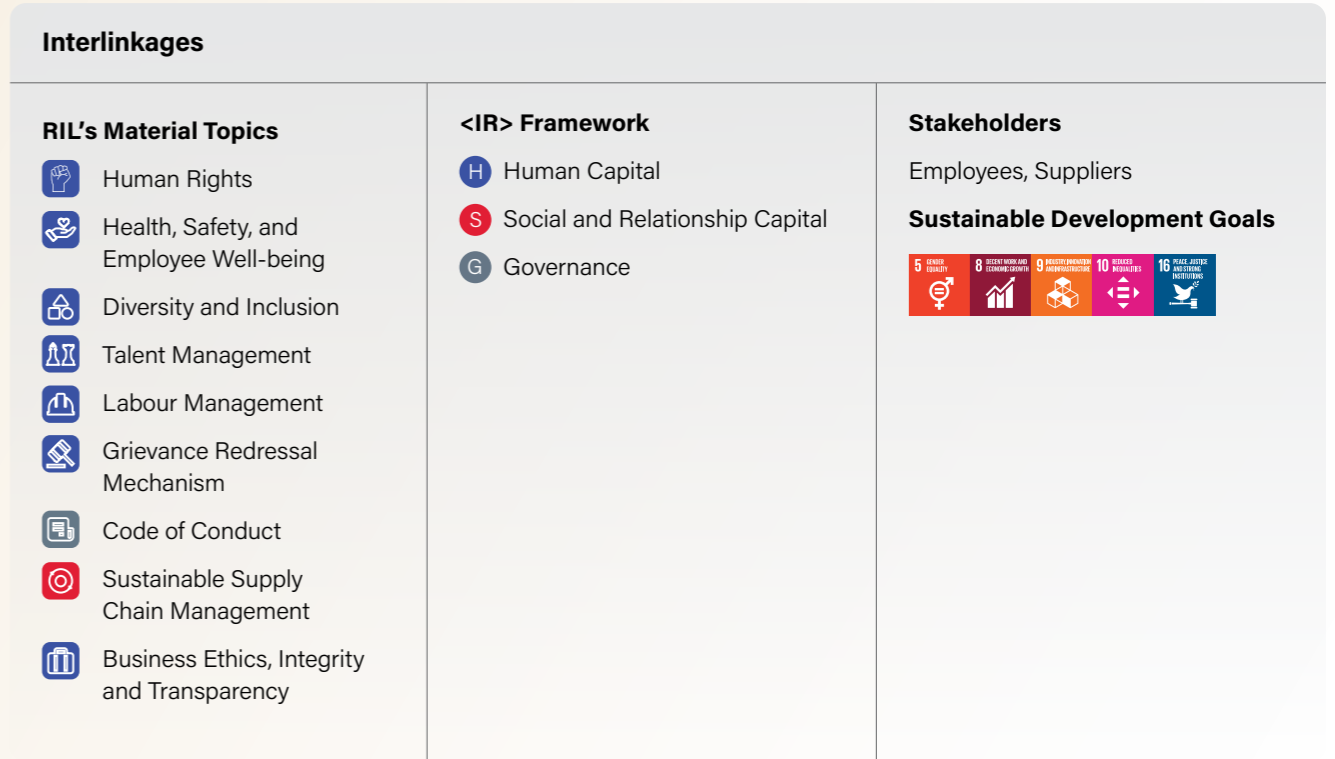 Interlinkages
RIL’s Material Topics
Human Rights
Health, Safety, and
Employee Well-being
Diversity and Inclusion
Talent Management
Labour Management
Grievance Redressal
Mechanism
Code of Conduct
Sustainable Supply
Chain Management
Business Ethics, Integrity
and Transparency
<IR> Framework
H Human Capital
S Social and Relationship Capital
G Governance
Stakeholders
Employees, Suppliers
Sustainable Development Goals
5 GENDER
EQUALITY
8 DECENT WORK AND
ECONOMIC GROWTH
9 INDUSTRY, INNOVATION
AND INFRASTRUCTURE
10 REDUCED
INEQUALITIES
16 PEACE, JUSTICE
AND STRONG
INSTITUTIONS